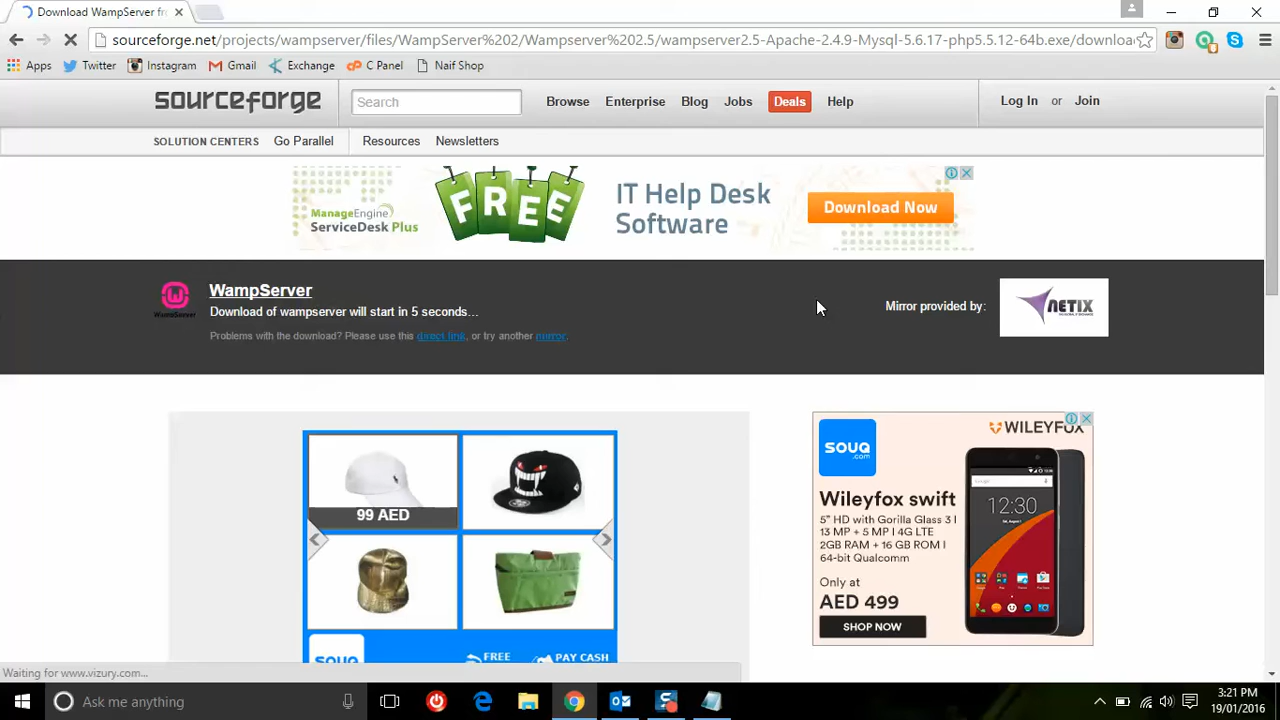 Download WampServer fr
sourceforge.net/projects/wampserver/files/WampServer%202/Wampserver%202.5/wampserver2.5-Apache-2.4.9-Mysql-5.6.17-php5.5.12-64b.exe/downloa
Apps Twitter Instagram Gmail Exchange C Panel Naif Shop
sourceforge Search Browse Enterprise Blog Jobs Deals Help Log In or Join
SOLUTION CENTERS Go Parallel Resources Newsletters
ManageEngine
ServiceDesk Plus
FREE
IT Help Desk
Software
Download Now
WampServer
WampServer
Download of wampserver will start in 5 seconds...
Problems with the download? Please use this direct link, or try another mirror.
Mirror provided by:
NETIX
99 AED
souq
FREE
PAY CASH
WILEYFOX
souq
.com
Wileyfox swift
5" HD with Gorilla Glass 3 I
13 MP + 5 MP I 4G LTE
2GB RAM + 16 GB ROM I
64-bit Qualcomm
Only at
AED 499
SHOP NOW
12:30
Waiting for www.vizury.com...
Ask me anything
3:21 PM
19/01/2016